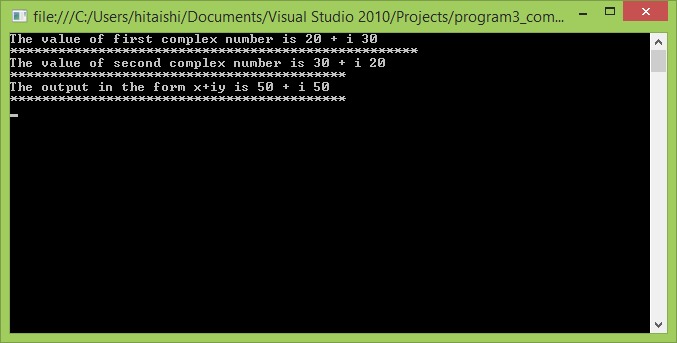 file:///C:/Users/hitaishi/Documents/Visual Studio 2010/Projects/program3_com...
The value of first complex number is 20 + i 30
***************************************************
The value of second complex number is 30 + i 20
******************************************
The output in the form x+iy is 50 + i 50
******************************************